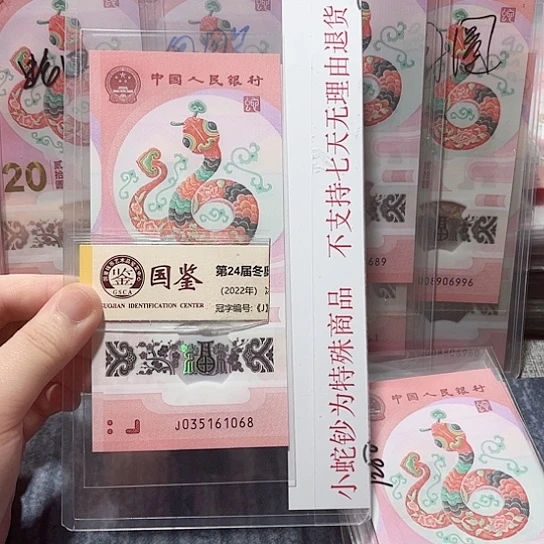 中国人民银行
国鉴
GSCA
GUOJIAN IDENTIFICATION CENTER
第24届冬
(2022年)
冠字编号:(J
J035161068
小蛇钞为特殊商品 不支持七天无理由退货
20
689
U08906996
中国人民银行
1250